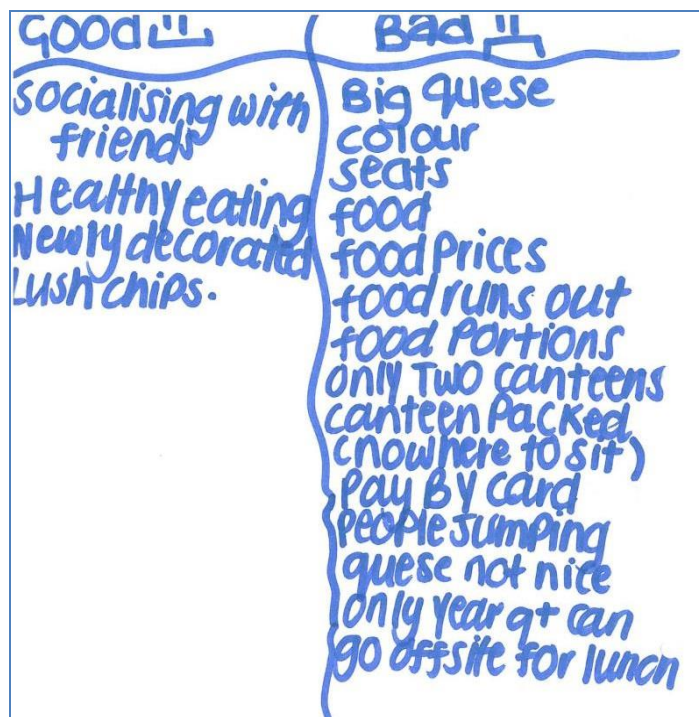 GOOD
socialising with
friends
Healthy eating
Newly decorated
Lush chips.
Bad
Big quese
colour
seats
food
food Prices
food runs out
food Portions
only Two canteens
canteen Packed
(nowhere to sit)
Pay By card
People Jumping
quese not nice
only year 9+ can
go offsite for lunch